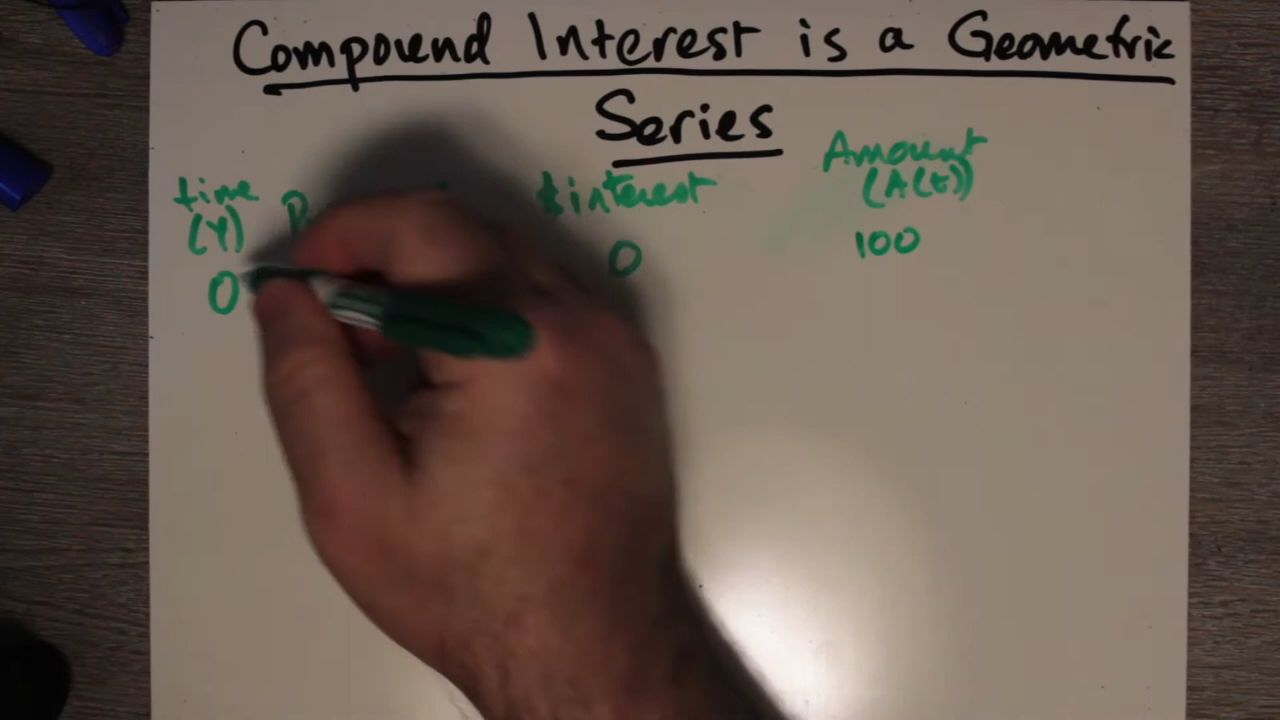 Compound Interest is a Geometric
Series
time
(Y)
$interest
Amount
(A(t))
0
0
100